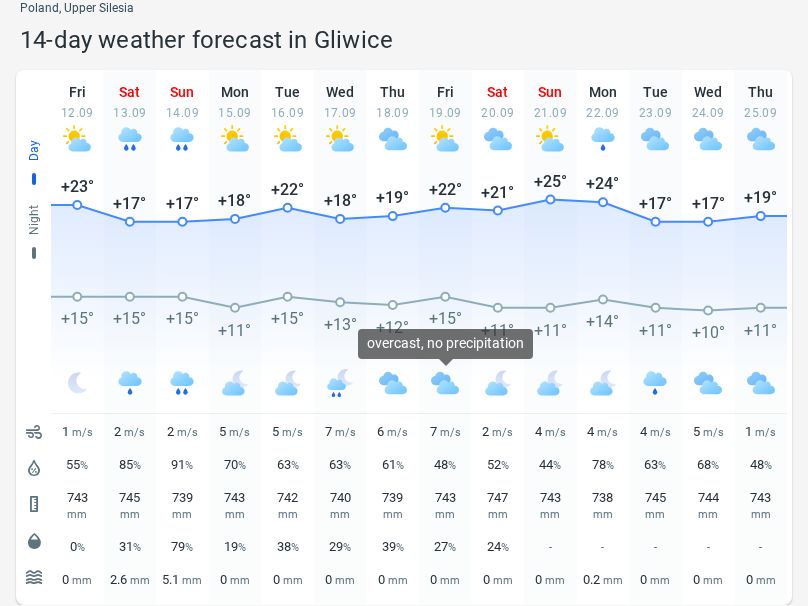 Poland, Upper Silesia
14-day weather forecast in Gliwice
Fri Sat Sun Mon Tue Wed Thu Fri Sat Sun Mon Tue Wed Thu
12.09 13.09 14.09 15.09 16.09 17.09 18.09 19.09 20.09 21.09 22.09 23.09 24.09 25.09
Day
+23° +17° +17° +18° +22° +18° +19° +22° +21° +25° +24° +17° +17° +19°
Night
+15° +15° +15° +11° +15° +13° +12° +15° +11° +11° +14° +11° +10° +11°
overcast, no precipitation
1 m/s 2 m/s 2 m/s 5 m/s 5 m/s 7 m/s 6 m/s 7 m/s 2 m/s 4 m/s 4 m/s 4 m/s 5 m/s 1 m/s
55% 85% 91% 70% 63% 63% 61% 48% 52% 44% 78% 63% 68% 48%
743 745 739 743 742 740 739 743 747 743 738 745 744 743
mm mm mm mm mm mm mm mm mm mm mm mm mm mm
0% 31% 79% 19% 38% 29% 39% 27% 24% - - - - -
0 mm 2.6 mm 5.1 mm 0 mm 0 mm 0 mm 0 mm 0 mm 0 mm 0 mm 0.2 mm 0 mm 0 mm 0 mm